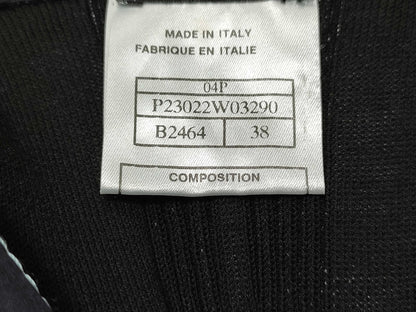 MADE IN ITALY
FABRIQUE EN ITALIE
04P
P23022W03290
B2464 38
COMPOSITION